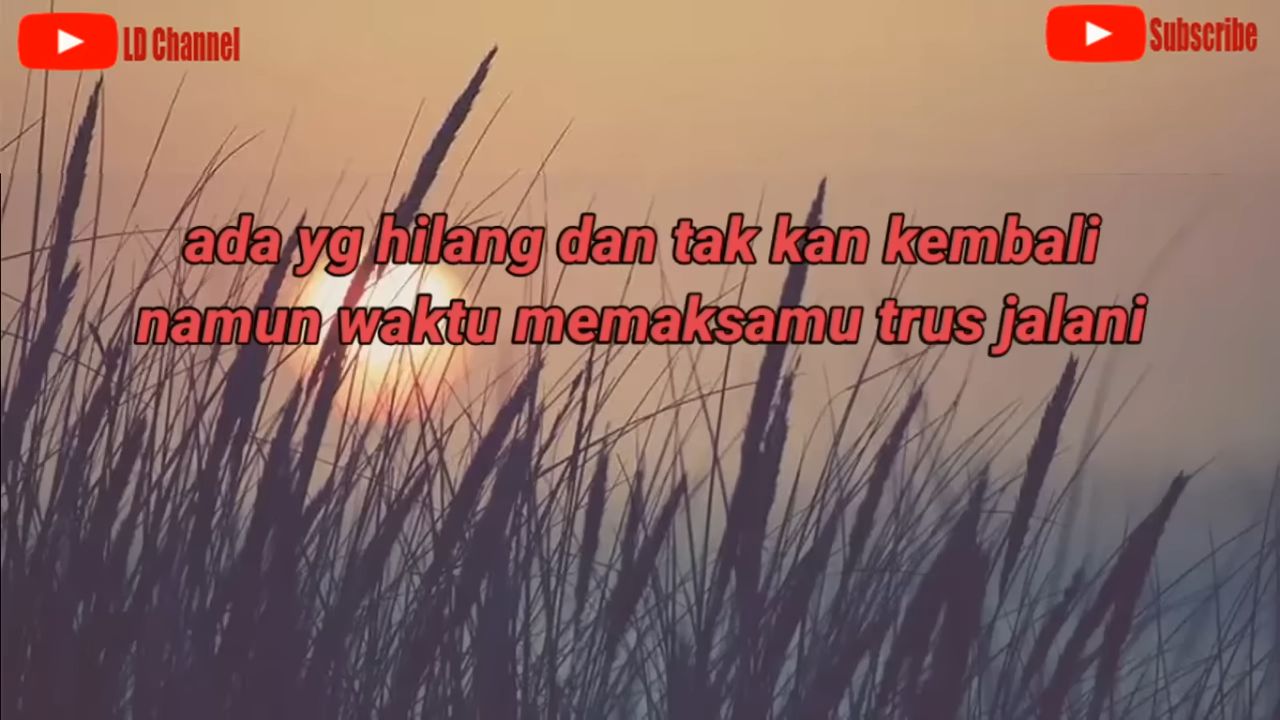 LD Channel
Subscribe
ada yg hilang dan tak kan kembali
namun waktu memaksamu trus jalani